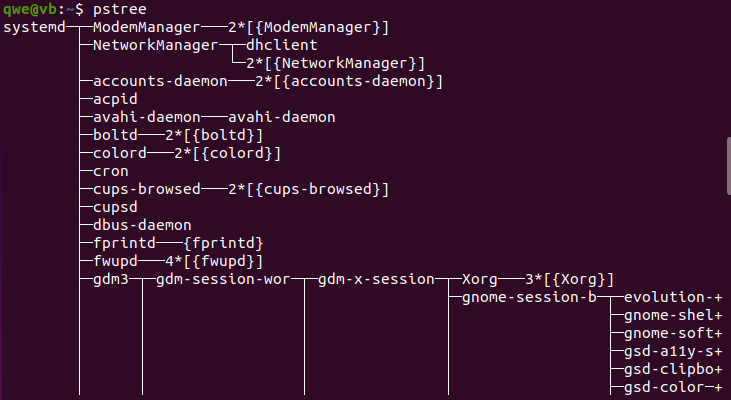 qwe@vb:~$ pstree
systemd─┬─ModemManager───2*[{ModemManager}]
        ├─NetworkManager─┬─dhclient
        │                └─2*[{NetworkManager}]
        ├─accounts-daemon───2*[{accounts-daemon}]
        ├─acpid
        ├─avahi-daemon───avahi-daemon
        ├─boltd───2*[{boltd}]
        ├─colord───2*[{colord}]
        ├─cron
        ├─cups-browsed───2*[{cups-browsed}]
        ├─cupsd
        ├─dbus-daemon
        ├─fprintd───{fprintd}
        ├─fwupd───4*[{fwupd}]
        ├─gdm3─┬─gdm-session-wor─┬─gdm-x-session─┬─Xorg───3*[{Xorg}]
        │      │                 │               ├─gnome-session-b─┬─evolution-+
        │      │                 │               │                 ├─gnome-shel+
        │      │                 │               │                 ├─gnome-soft+
        │      │                 │               │                 ├─gsd-a11y-s+
        │      │                 │               │                 ├─gsd-clipbo+
        │      │                 │               │                 ├─gsd-color─+